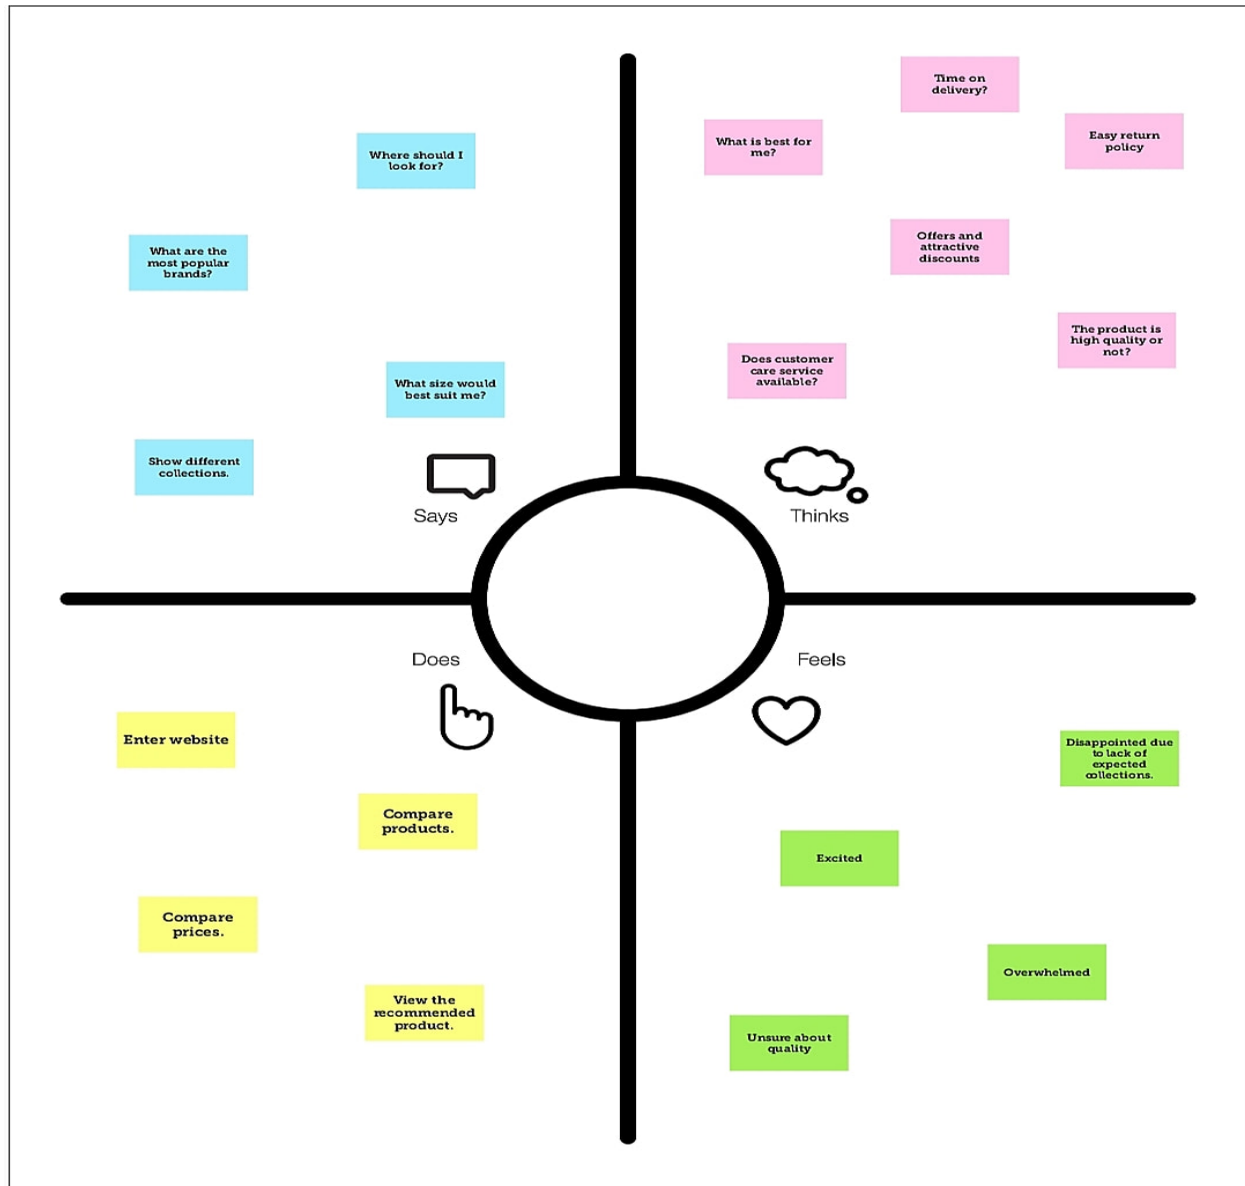 Where should I
look for?
What are the
most popular
brands?
What size would
best suit me?
Show different
collections.
Says
Time on
delivery?
What is best for
me?
Easy return
policy
Offers and
attractive
discounts
The product is
high quality or
not?
Does customer
care service
available?
Thinks
Does
Enter website
Compare
products.
Compare
prices.
View the
recommended
product.
Feels
Disappointed due
to lack of
expected
collections.
Excited
Overwhelmed
Unsure about
quality